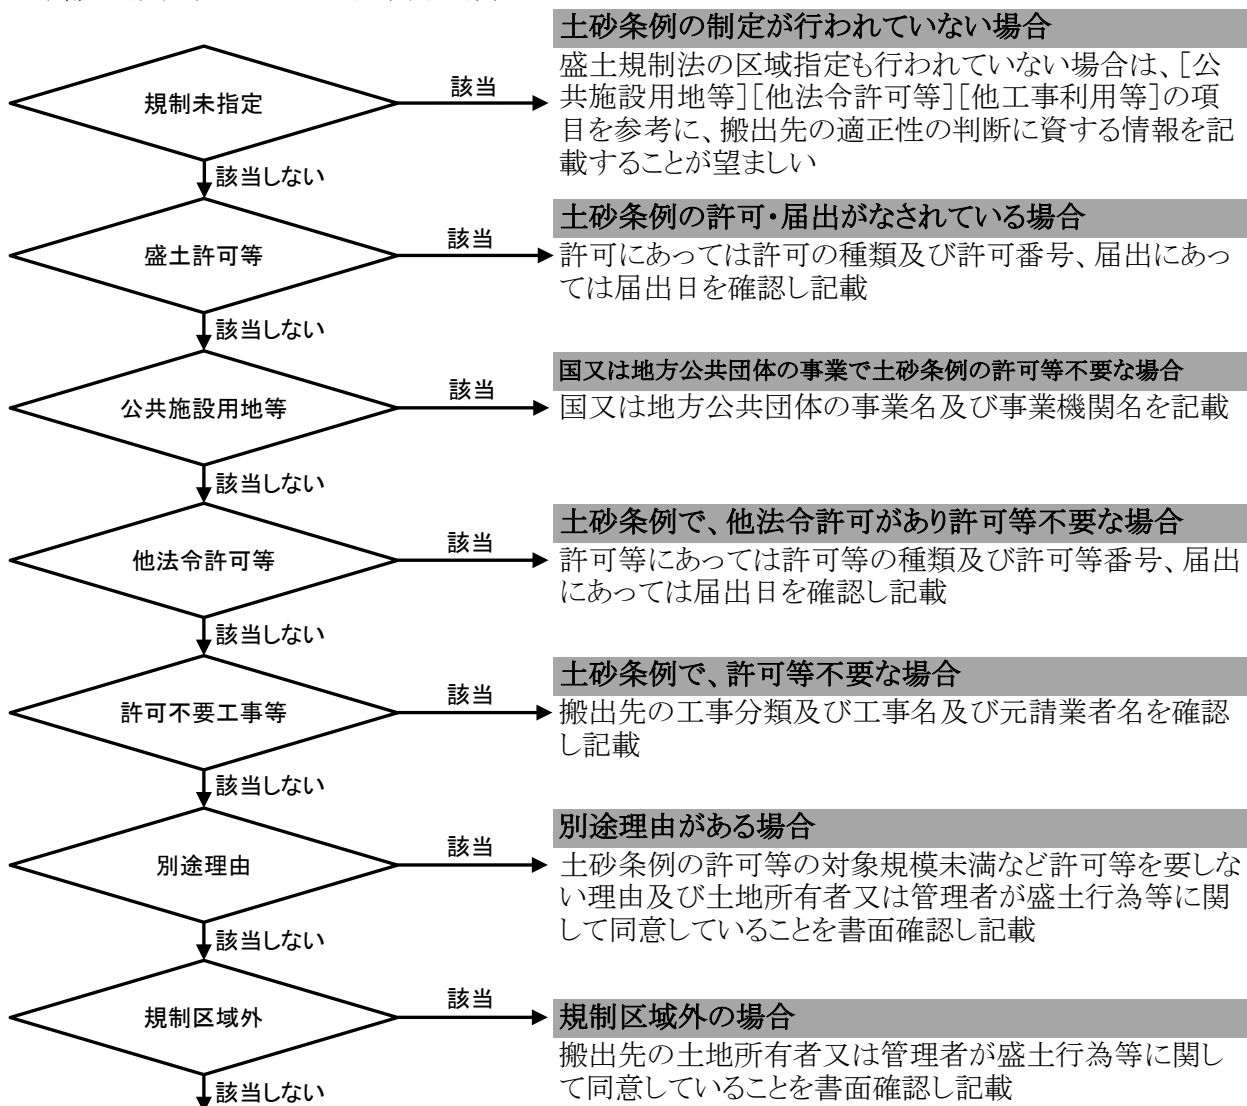 土砂条例の制定が行われていない場合
規制未指定
該当
盛土規制法の区域指定も行われていない場合は、[公
共施設用地等][他法令許可等][他工事利用等]の項
目を参考に、搬出先の適正性の判断に資する情報を記
載することが望ましい
該当しない
土砂条例の許可・届出がなされている場合
盛土許可等
該当
許可にあっては許可の種類及び許可番号、届出にあっ
ては届出日を確認し記載
該当しない
国又は地方公共団体の事業で土砂条例の許可等不要な場合
公共施設用地等
該当
国又は地方公共団体の事業名及び事業機関名を記載
該当しない
土砂条例で、他法令許可があり許可等不要な場合
他法令許可等
該当
許可等にあっては許可等の種類及び許可等番号、届出
にあっては届出日を確認し記載
該当しない
土砂条例で、許可等不要な場合
許可不要工事等
該当
搬出先の工事分類及び工事名及び元請業者名を確認
し記載
該当しない
別途理由がある場合
別途理由
該当
土砂条例の許可等の対象規模未満など許可等を要しな
い理由及び土地所有者又は管理者が盛土行為等に関
して同意していることを書面確認し記載
該当しない
規制区域外の場合
規制区域外
該当
搬出先の土地所有者又は管理者が盛土行為等に関し
て同意していることを書面確認し記載
該当しない